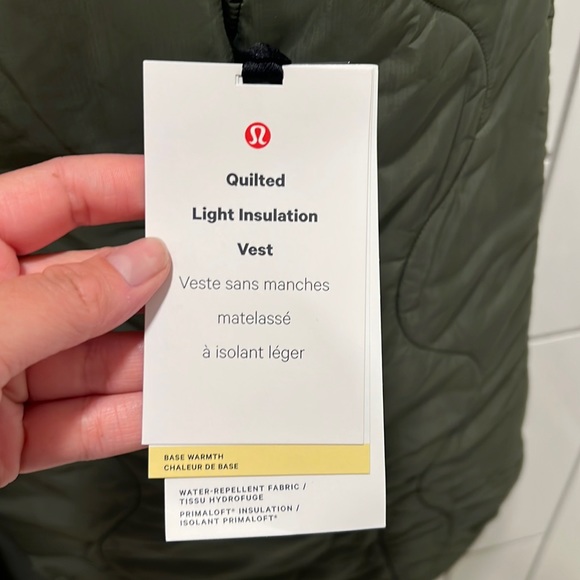 Quilted
Light Insulation
Vest
Veste sans manches
matelassé
à isolant léger
BASE WARMTH
CHALEUR DE BASE
WATER-REPELLENT FABRIC /
TISSU HYDROFUGE
PRIMALOFT® INSULATION /
ISOLANT PRIMALOFT®